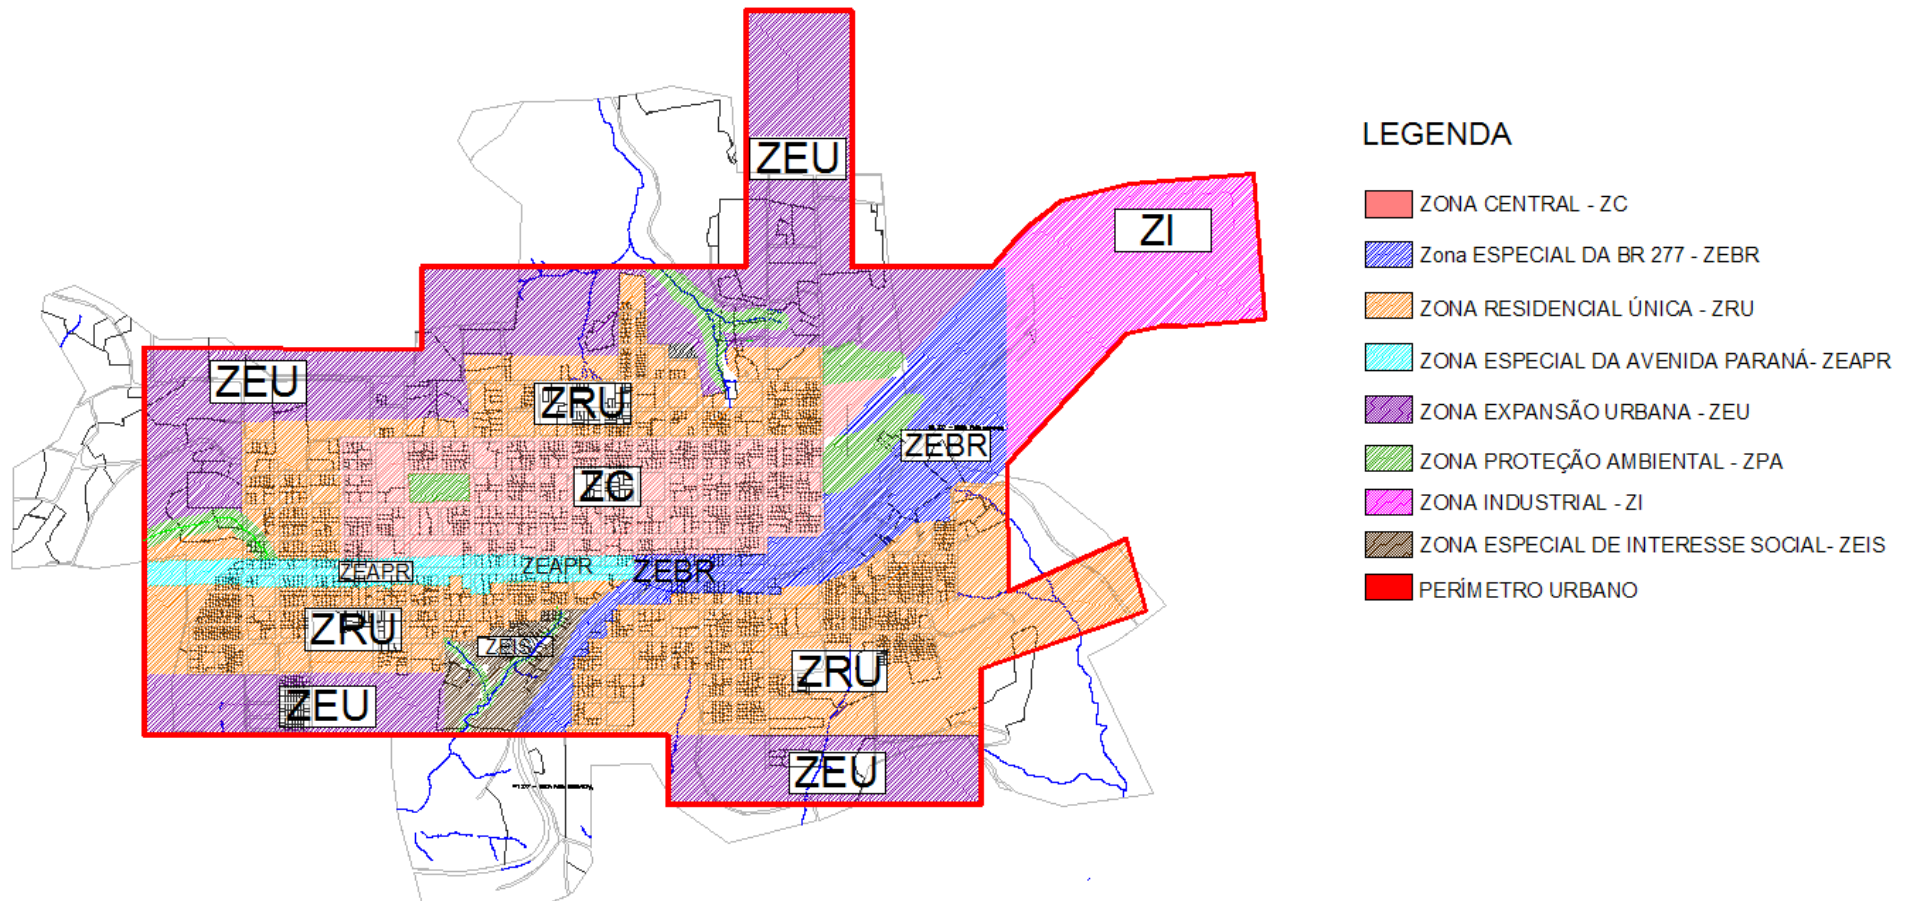 ZEU
ZI
ZEU
ZRU
ZEBR
ZC
ZEAPR
ZEAPR
ZEBR
ZRU
ZEIS
ZRU
ZEU
ZEU
LEGENDA
ZONA CENTRAL - ZC
Zona ESPECIAL DA BR 277 - ZEBR
ZONA RESIDENCIAL ÚNICA - ZRU
ZONA ESPECIAL DA AVENIDA PARANÁ- ZEAPR
ZONA EXPANSÃO URBANA - ZEU
ZONA PROTEÇÃO AMBIENTAL - ZPA
ZONA INDUSTRIAL - ZI
ZONA ESPECIAL DE INTERESSE SOCIAL- ZEIS
PERÍMETRO URBANO